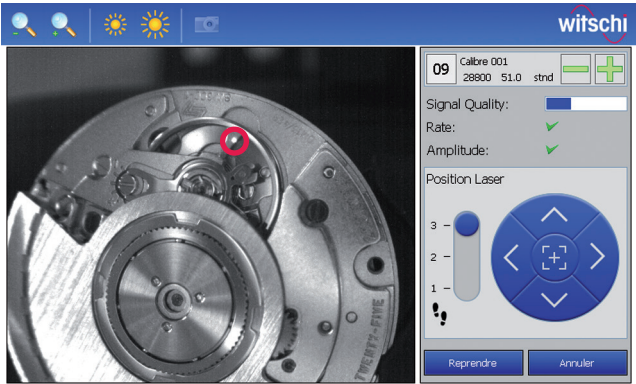 witschi
09 Calibre 001
28800 51.0 stnd
Signal Quality:
Rate:
Amplitude:
Position Laser
3
2
1
Reprendre Annuler
TWENTY-FIVE